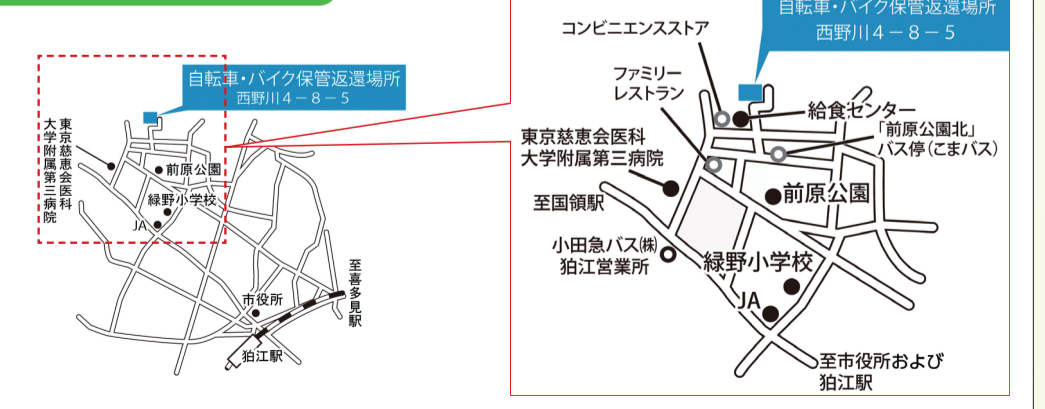 自転車・バイク保管返還場所
西野川4－8－5
東京慈恵会医科
大学附属第三病院
前原公園
緑野小学校
JA
市役所
至喜多見駅
狛江駅
自転車・バイク保管返還場所
西野川4－8－5
コンビニエンスストア
ファミリー
レストラン
給食センター
「前原公園北」
バス停(こまバス)
東京慈恵会医科
大学附属第三病院
前原公園
至国領駅
小田急バス㈱
狛江営業所
緑野小学校
JA
至市役所および
狛江駅